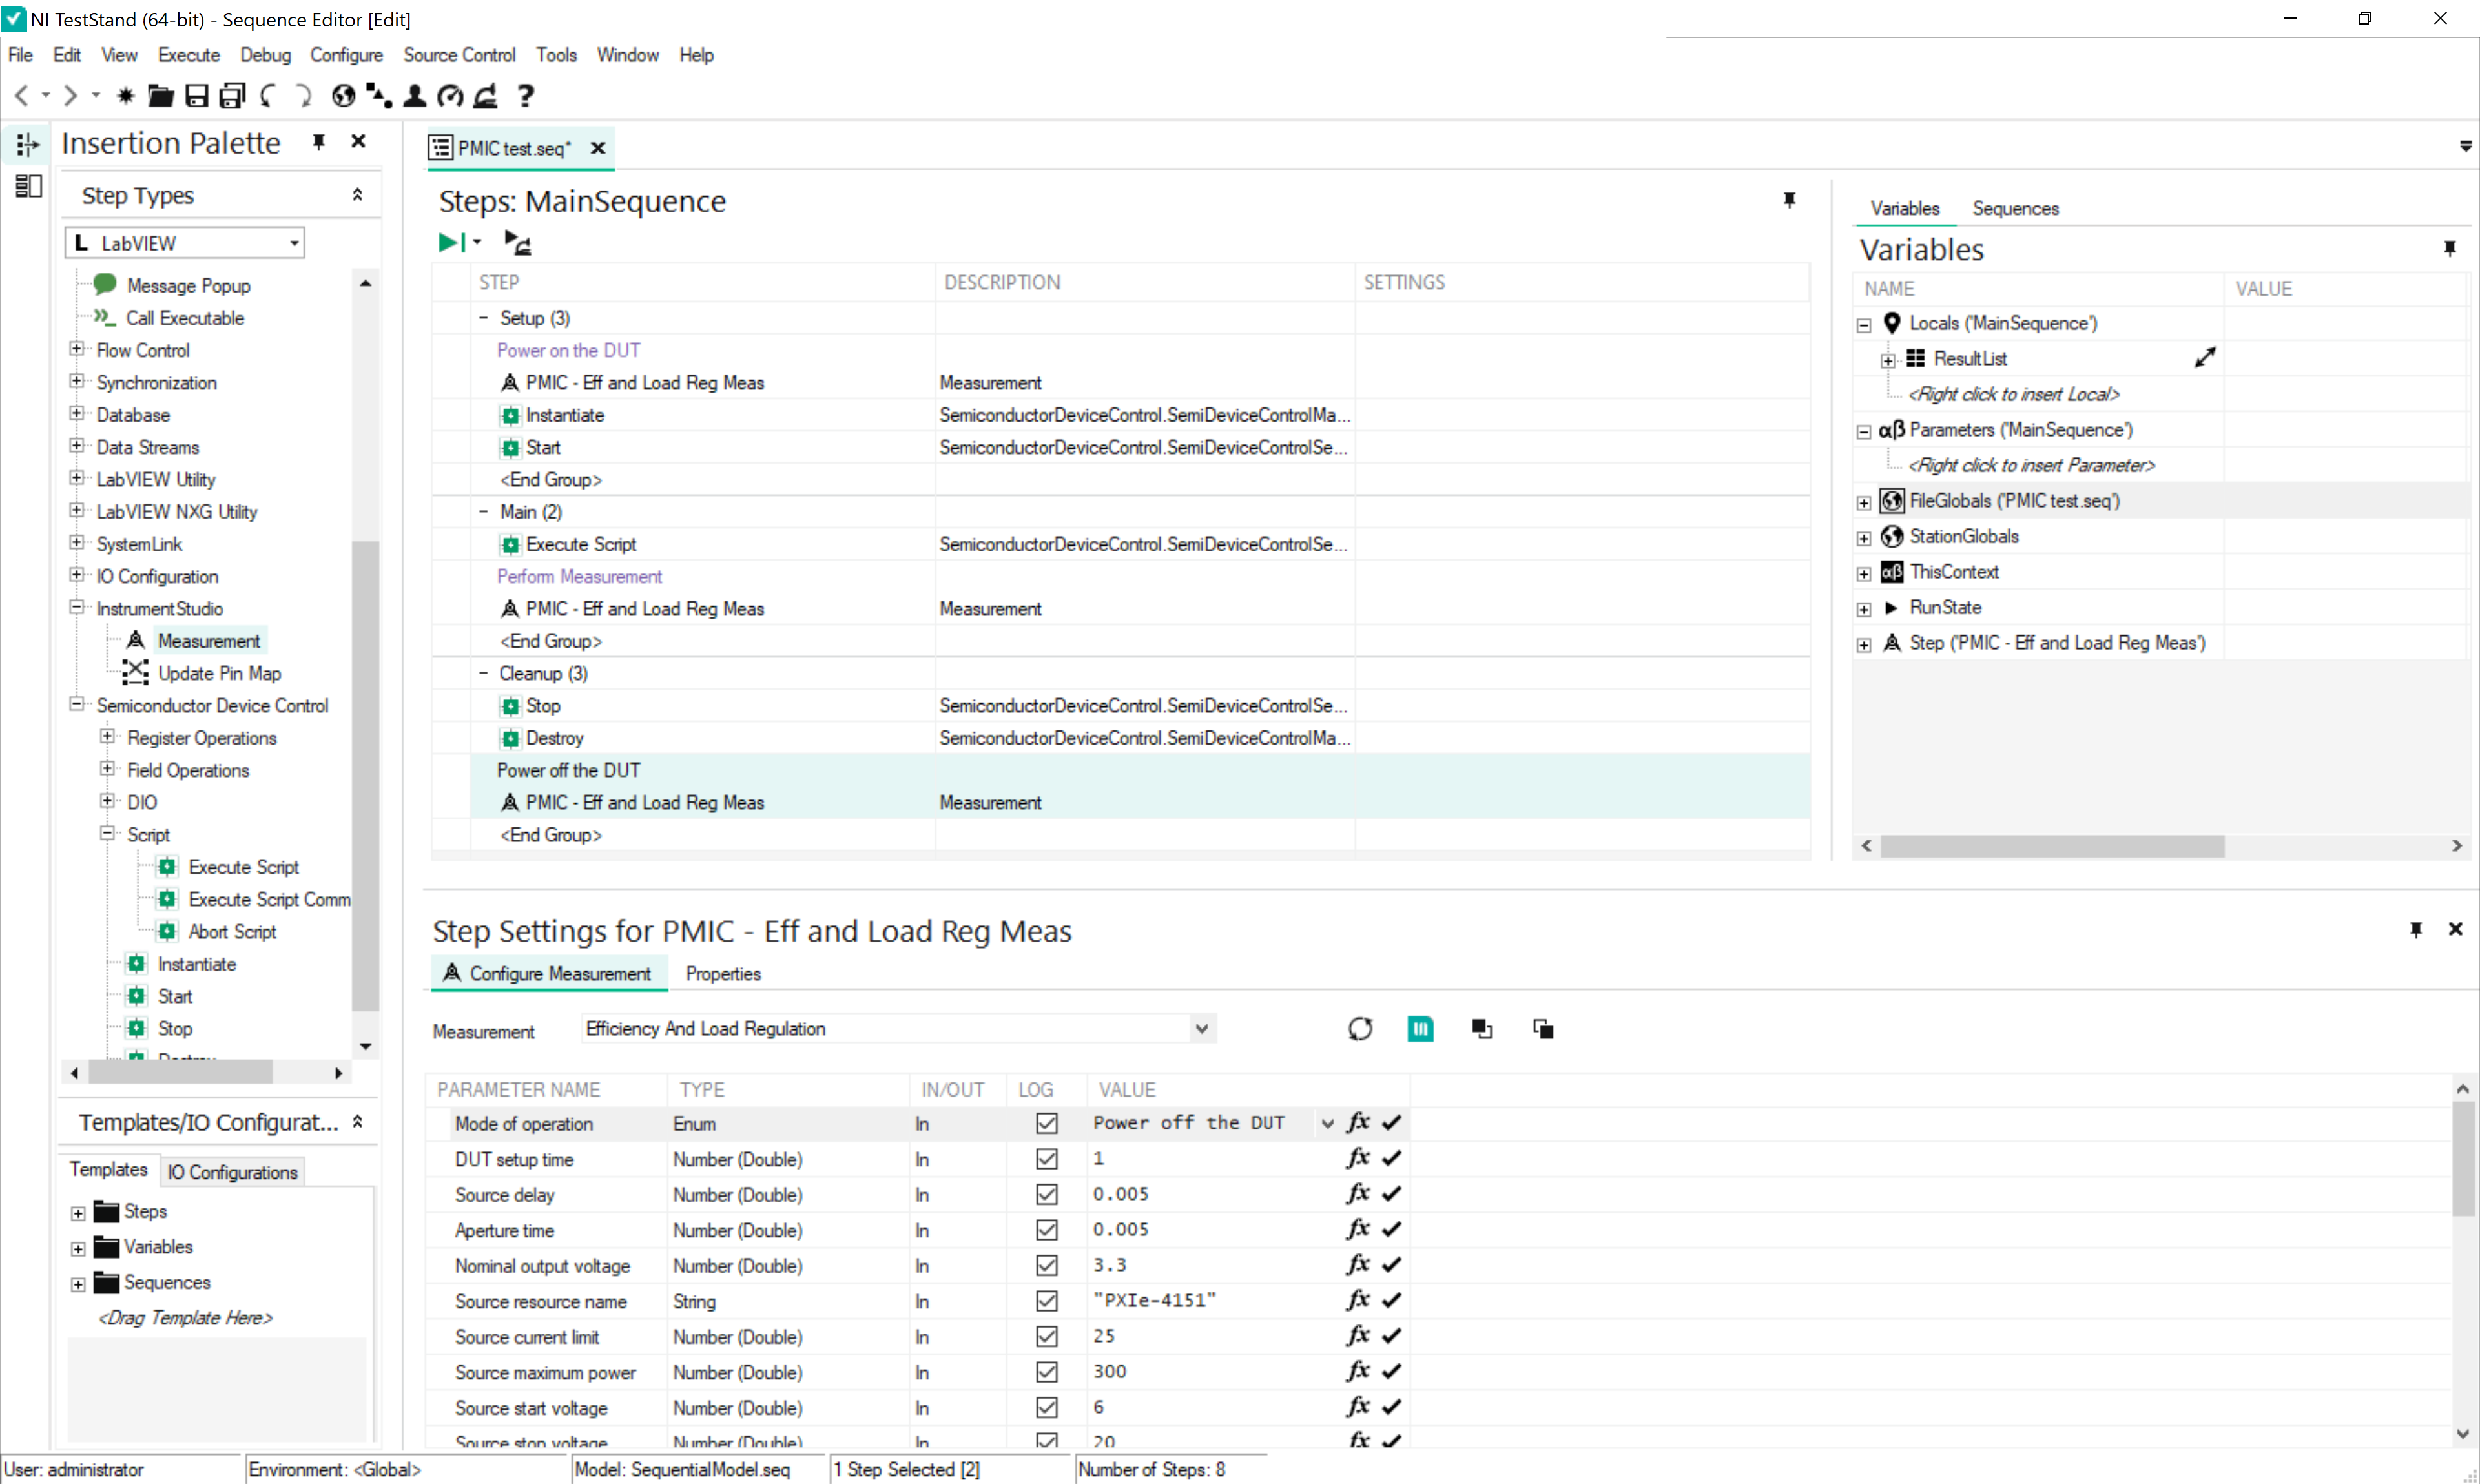 NI TestStand (64-bit) - Sequence Editor [Edit]
File Edit View Execute Debug Configure Source Control Tools Window Help
Insertion Palette
Step Types
LabVIEW
Message Popup
Call Executable
Flow Control
Synchronization
Database
Data Streams
LabVIEW Utility
LabVIEW NXG Utility
SystemLink
IO Configuration
InstrumentStudio
Measurement
Update Pin Map
Semiconductor Device Control
Register Operations
Field Operations
DIO
Script
Execute Script
Execute Script Comm
Abort Script
Instantiate
Start
Stop
Destroy
Templates/IO Configurat...
Templates IO Configurations
Steps
Variables
Sequences
<Drag Template Here>
PMIC test.seq*
Steps: MainSequence
STEP DESCRIPTION SETTINGS
Setup (3)
Power on the DUT
PMIC - Eff and Load Reg Meas Measurement
Instantiate SemiconductorDeviceControl.SemiDeviceControlMa...
Start SemiconductorDeviceControl.SemiDeviceControlSe...
<End Group>
Main (2)
Execute Script SemiconductorDeviceControl.SemiDeviceControlSe...
Perform Measurement
PMIC - Eff and Load Reg Meas Measurement
<End Group>
Cleanup (3)
Stop SemiconductorDeviceControl.SemiDeviceControlSe...
Destroy SemiconductorDeviceControl.SemiDeviceControlMa...
Power off the DUT
PMIC - Eff and Load Reg Meas Measurement
<End Group>
Variables Sequences
Variables
NAME VALUE
Locals ('MainSequence')
ResultList
<Right click to insert Local>
αβ Parameters ('MainSequence')
<Right click to insert Parameter>
FileGlobals ('PMIC test.seq')
StationGlobals
αβ ThisContext
RunState
Step ('PMIC - Eff and Load Reg Meas')
Step Settings for PMIC - Eff and Load Reg Meas
Configure Measurement Properties
Measurement Efficiency And Load Regulation
PARAMETER NAME TYPE IN/OUT LOG VALUE
Mode of operation Enum In Power off the DUT fx
DUT setup time Number (Double) In 1 fx
Source delay Number (Double) In 0.005 fx
Aperture time Number (Double) In 0.005 fx
Nominal output voltage Number (Double) In 3.3 fx
Source resource name String In "PXIe-4151" fx
Source current limit Number (Double) In 25 fx
Source maximum power Number (Double) In 300 fx
Source start voltage Number (Double) In 6 fx
Source stop voltage Number (Double) In 20 fx
User: administrator Environment: <Global> Model: SequentialModel.seq 1 Step Selected [2] Number of Steps: 8